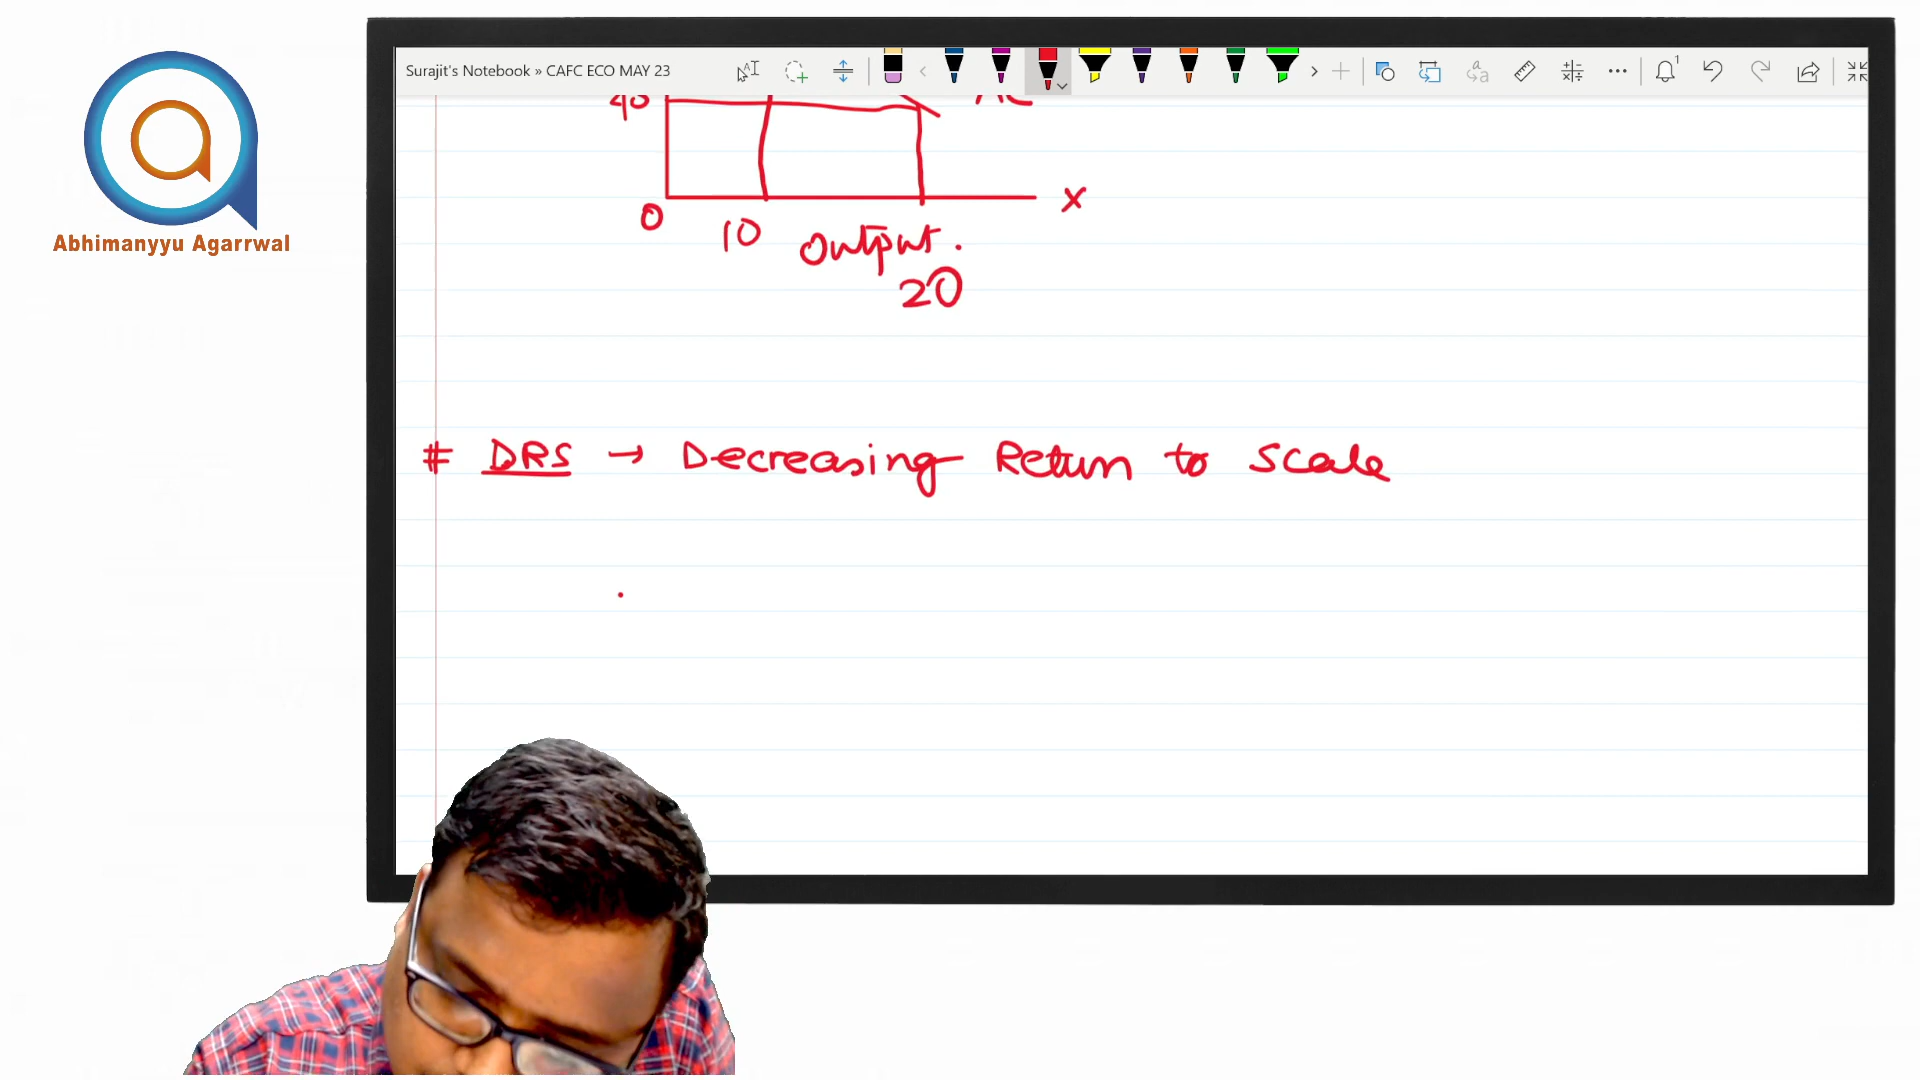 Abhimanyyu Agarrwal
Surajit's Notebook » CAFC ECO MAY 23
40
0
10
Output.
X
20
# DRS → Decreasing Return to Scale